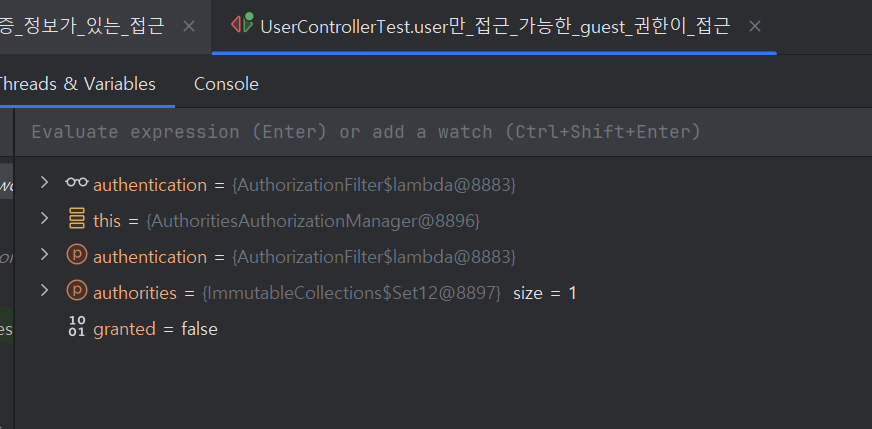 증_정보가_있는_접근
UserControllerTest.user만_접근_가능한_guest_권한이_접근
Threads & Variables
Console
Evaluate expression (Enter) or add a watch (Ctrl+Shift+Enter)
authentication = {AuthorizationFilter$lambda@8883}
this = {AuthoritiesAuthorizationManager@8896}
p authentication = {AuthorizationFilter$lambda@8883}
p authorities = {ImmutableCollections$Set12@8897} size = 1
10
01 granted = false
es